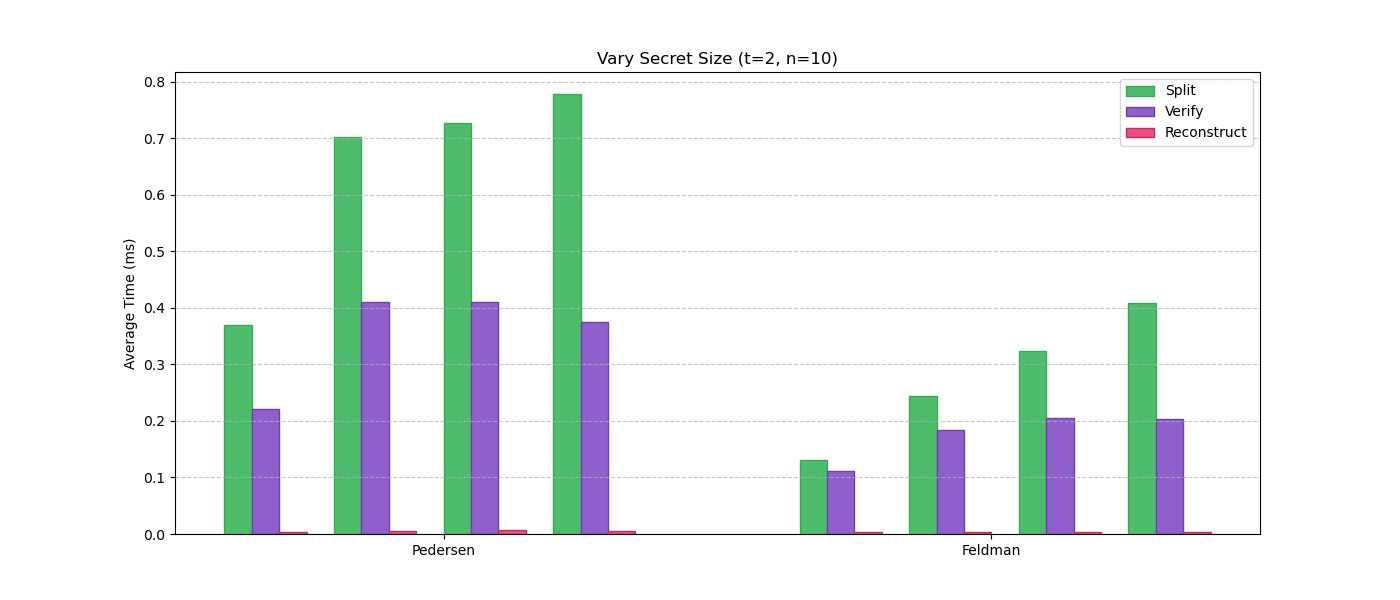 Vary Secret Size (t=2, n=10)
Average Time (ms)
0.8
0.7
0.6
0.5
0.4
0.3
0.2
0.1
0.0
Split
Verify
Reconstruct
Pedersen
Feldman